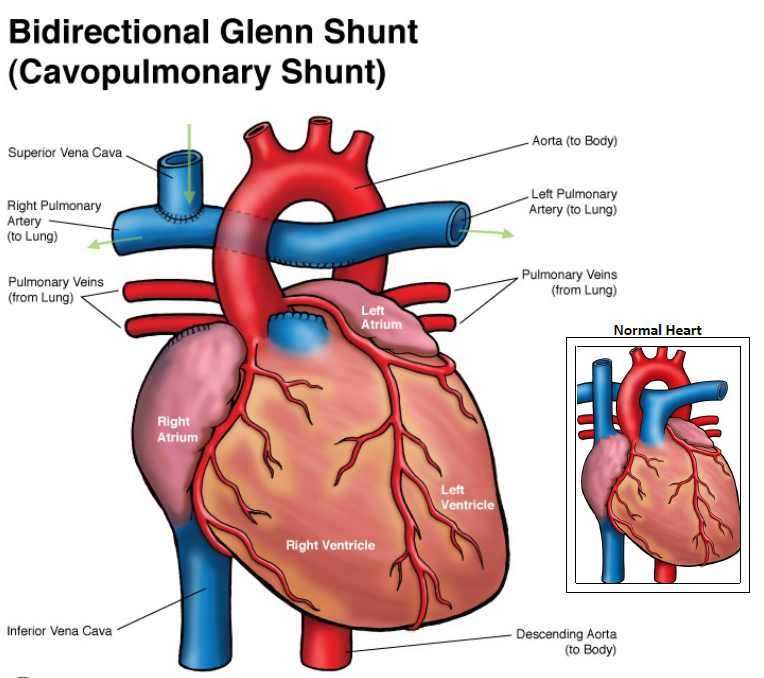 Bidirectional Glenn Shunt
(Cavopulmonary Shunt)
Superior Vena Cava
Aorta (to Body)
Right Pulmonary
Artery
(to Lung)
Left Pulmonary
Artery (to Lung)
Pulmonary Veins
(from Lung)
Pulmonary Veins
(from Lung)
Left
Atrium
Normal Heart
Right
Atrium
Left
Ventricle
Right Ventricle
Inferior Vena Cava
Descending Aorta
(to Body)